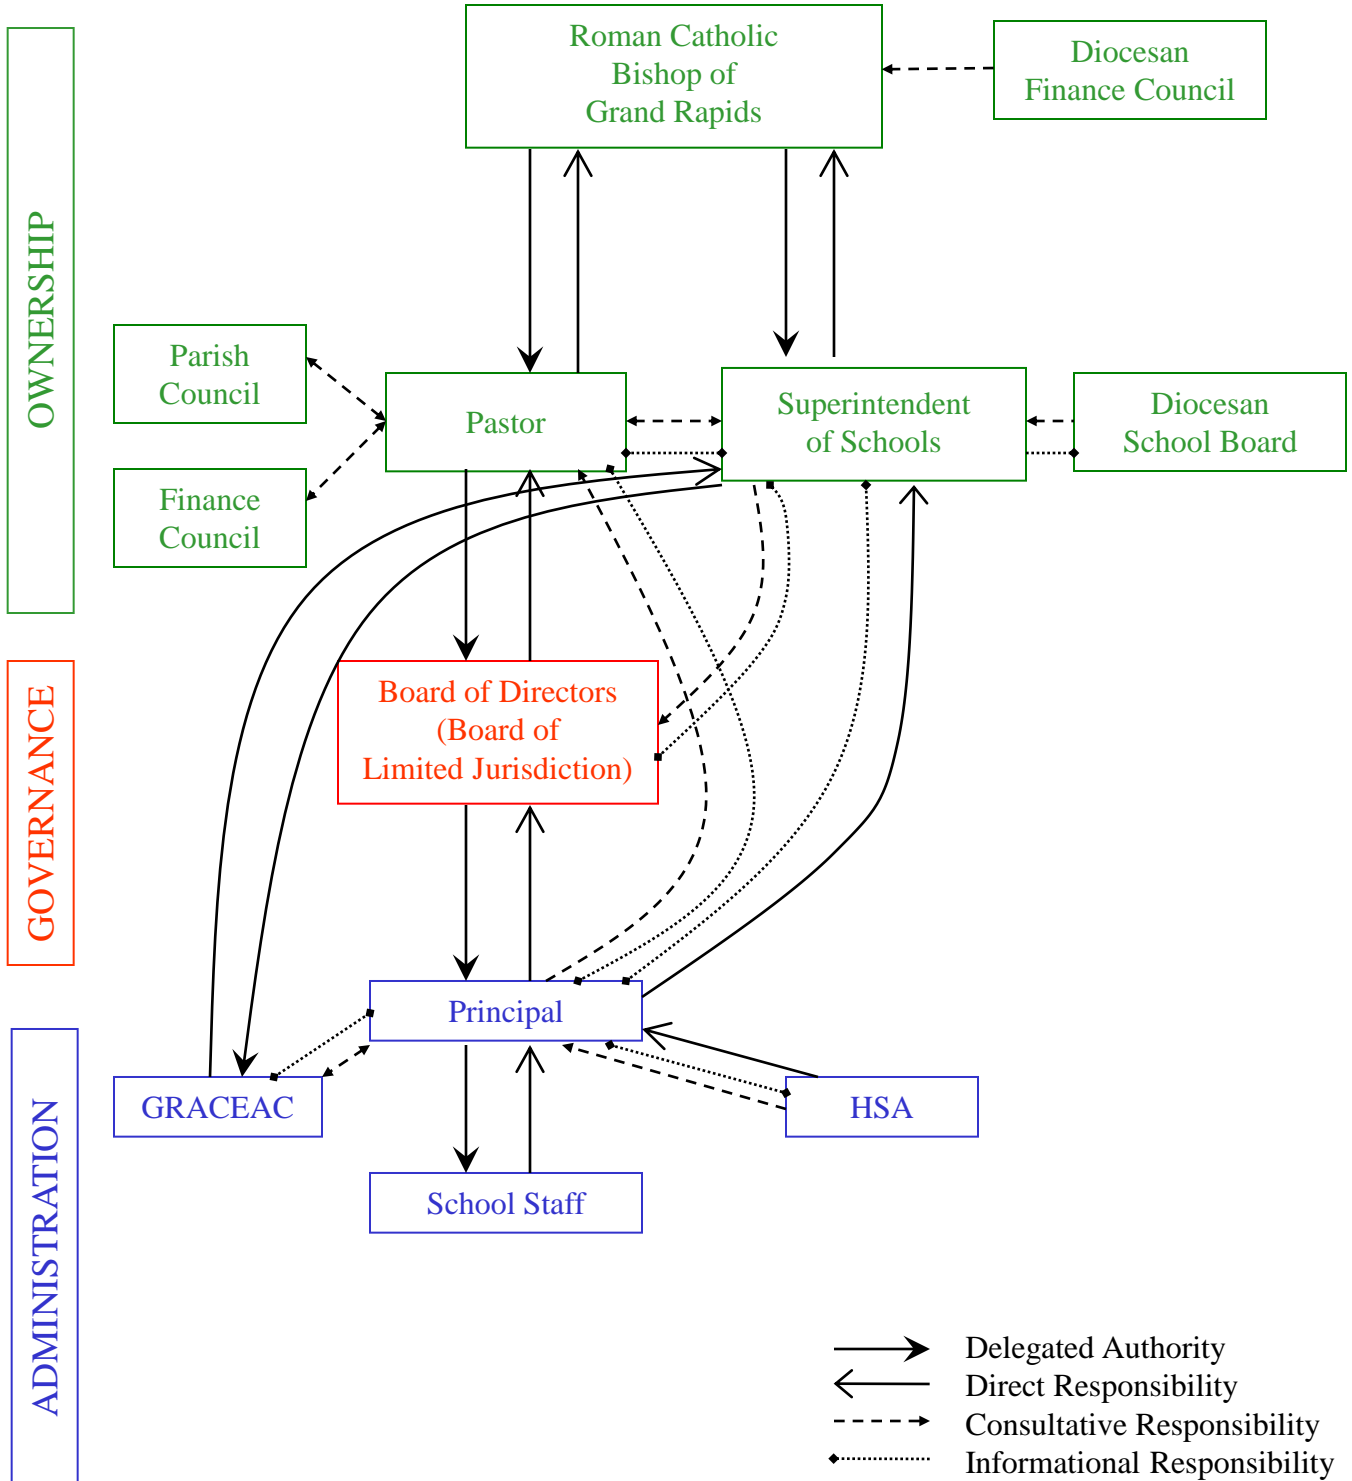 Roman Catholic
Bishop of
Grand Rapids
Diocesan
Finance Council
OWNERSHIP
Parish
Council
Pastor
Superintendent
of Schools
Diocesan
School Board
Finance
Council
GOVERNANCE
Board of Directors
(Board of
Limited Jurisdiction)
ADMINISTRATION
Principal
GRACEAC
HSA
School Staff
Delegated Authority
Direct Responsibility
Consultative Responsibility
Informational Responsibility